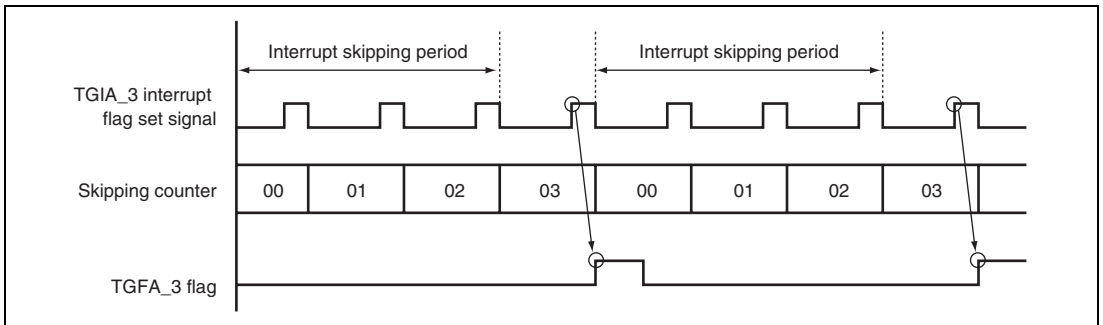 Interrupt skipping period Interrupt skipping period
TGIA_3 interrupt
flag set signal
Skipping counter 00 01 02 03 00 01 02 03
TGFA_3 flag